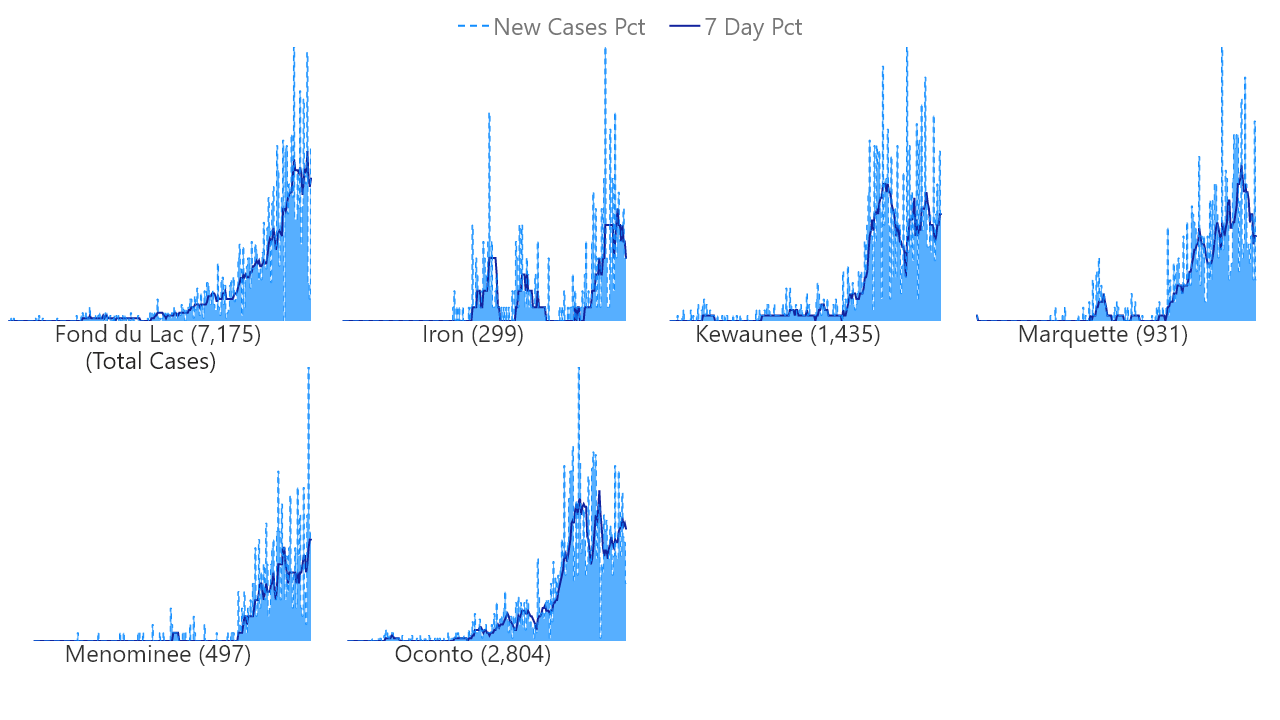 New Cases Pct 7 Day Pct
Fond du Lac (7,175) Iron (299) Kewaunee (1,435) Marquette (931)
(Total Cases)
Menominee (497) Oconto (2,804)